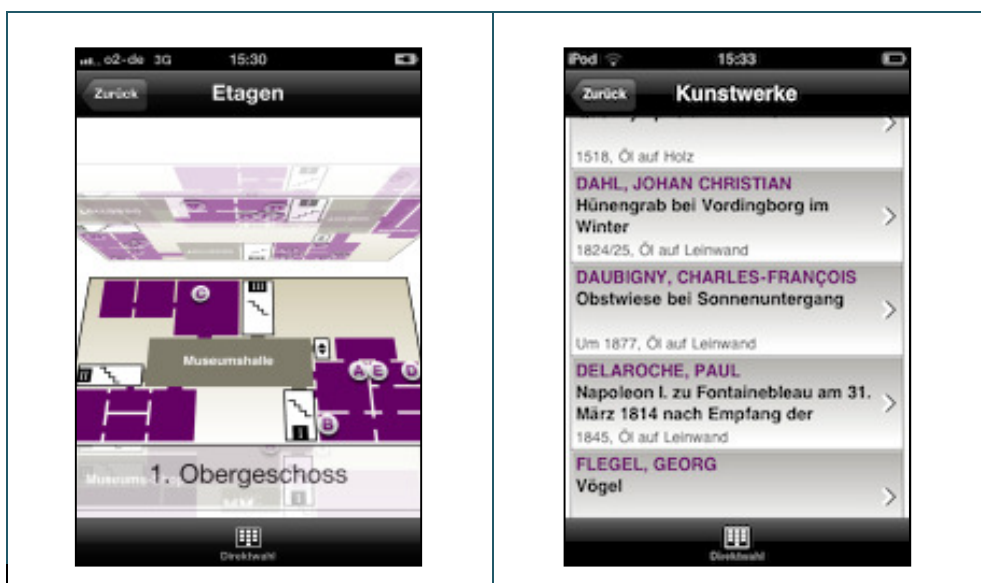 o2-de 3G 15:30
Zurück Etagen
C
Museumshalle
A E D
B
1. Obergeschoss
Direktwahl
iPod 15:33
Zurück Kunstwerke
1518, Öl auf Holz
DAHL, JOHAN CHRISTIAN
Hünengrab bei Vordingborg im
Winter
1824/25, Öl auf Leinwand
DAUBIGNY, CHARLES-FRANÇOIS
Obstwiese bei Sonnenuntergang
Um 1877, Öl auf Leinwand
DELAROCHE, PAUL
Napoleon I. zu Fontainebleau am 31.
März 1814 nach Empfang der
1845, Öl auf Leinwand
FLEGEL, GEORG
Vögel
Direktwahl